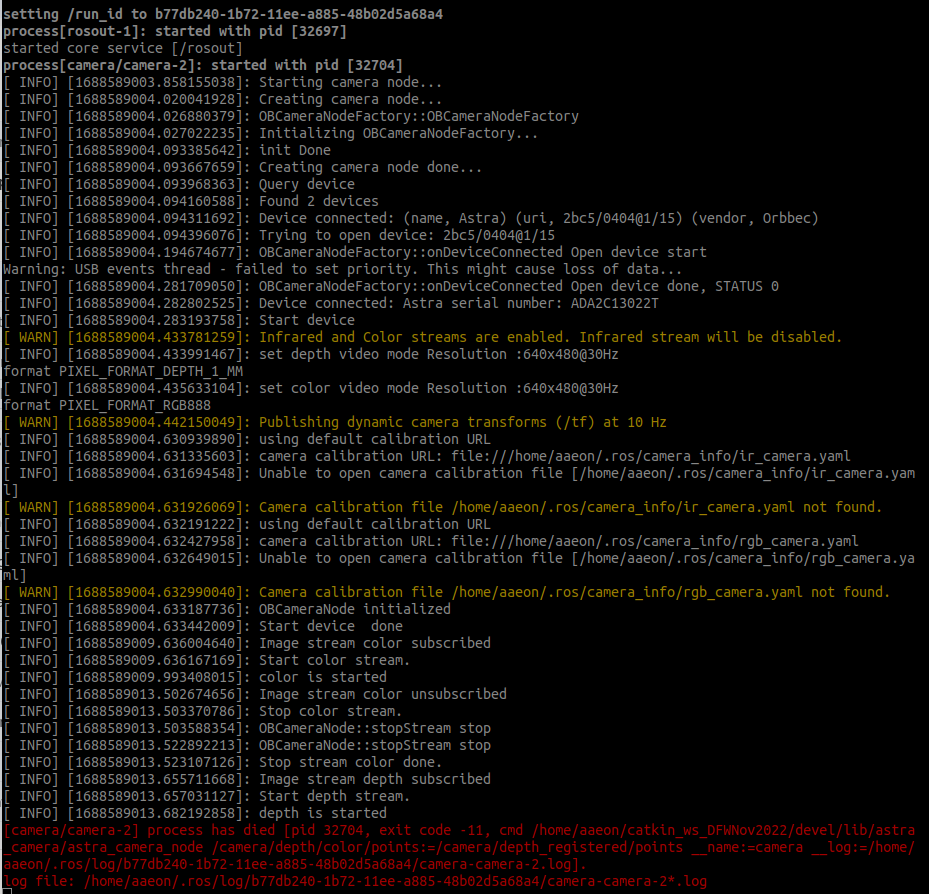 setting /run_id to b77db240-1b72-11ee-a885-48b02d5a68a4
process[rosout-1]: started with pid [32697]
started core service [/rosout]
process[camera/camera-2]: started with pid [32704]
[ INFO] [1688589003.858155038]: Starting camera node...
[ INFO] [1688589004.020041928]: Creating camera node...
[ INFO] [1688589004.026880379]: OBCameraNodeFactory::OBCameraNodeFactory
[ INFO] [1688589004.027022235]: Initializing OBCameraNodeFactory...
[ INFO] [1688589004.093385642]: init Done
[ INFO] [1688589004.093667659]: Creating camera node done...
[ INFO] [1688589004.093968363]: Query device
[ INFO] [1688589004.094160588]: Found 2 devices
[ INFO] [1688589004.094311692]: Device connected: (name, Astra) (uri, 2bc5/0404@1/15) (vendor, Orbbec)
[ INFO] [1688589004.094396076]: Trying to open device: 2bc5/0404@1/15
[ INFO] [1688589004.194674677]: OBCameraNodeFactory::onDeviceConnected Open device start
Warning: USB events thread - failed to set priority. This might cause loss of data...
[ INFO] [1688589004.281709050]: OBCameraNodeFactory::onDeviceConnected Open device done, STATUS 0
[ INFO] [1688589004.282802525]: Device connected: Astra serial number: ADA2C13022T
[ INFO] [1688589004.283193758]: Start device
[ WARN] [1688589004.433781259]: Infrared and Color streams are enabled. Infrared stream will be disabled.
[ INFO] [1688589004.433991467]: set depth video mode Resolution :640x480@30Hz
format PIXEL_FORMAT_DEPTH_1_MM
[ INFO] [1688589004.435633104]: set color video mode Resolution :640x480@30Hz
format PIXEL_FORMAT_RGB888
[ WARN] [1688589004.442150049]: Publishing dynamic camera transforms (/tf) at 10 Hz
[ INFO] [1688589004.630939890]: using default calibration URL
[ INFO] [1688589004.631335603]: camera calibration URL: file:///home/aaeon/.ros/camera_info/ir_camera.yaml
[ INFO] [1688589004.631694548]: Unable to open camera calibration file [/home/aaeon/.ros/camera_info/ir_camera.yam
l]
[ WARN] [1688589004.631926069]: Camera calibration file /home/aaeon/.ros/camera_info/ir_camera.yaml not found.
[ INFO] [1688589004.632191222]: using default calibration URL
[ INFO] [1688589004.632427958]: camera calibration URL: file:///home/aaeon/.ros/camera_info/rgb_camera.yaml
[ INFO] [1688589004.632649015]: Unable to open camera calibration file [/home/aaeon/.ros/camera_info/rgb_camera.ya
ml]
[ WARN] [1688589004.632990040]: Camera calibration file /home/aaeon/.ros/camera_info/rgb_camera.yaml not found.
[ INFO] [1688589004.633187736]: OBCameraNode initialized
[ INFO] [1688589004.633442009]: Start device  done
[ INFO] [1688589009.636004640]: Image stream color subscribed
[ INFO] [1688589009.636167169]: Start color stream.
[ INFO] [1688589009.993408015]: color is started
[ INFO] [1688589013.502674656]: Image stream color unsubscribed
[ INFO] [1688589013.503370786]: Stop color stream.
[ INFO] [1688589013.503588354]: OBCameraNode::stopStream stop
[ INFO] [1688589013.522892213]: OBCameraNode::stopStream stop
[ INFO] [1688589013.523107126]: Stop stream color done.
[ INFO] [1688589013.655711668]: Image stream depth subscribed
[ INFO] [1688589013.657031127]: Start depth stream.
[ INFO] [1688589013.682192858]: depth is started
[camera/camera-2] process has died [pid 32704, exit code -11, cmd /home/aaeon/catkin_ws_DFWNov2022/devel/lib/astra
_camera/astra_camera_node /camera/depth/color/points:=/camera/depth_registered/points __name:=camera __log:=/home/
aaeon/.ros/log/b77db240-1b72-11ee-a885-48b02d5a68a4/camera-camera-2.log].
log file: /home/aaeon/.ros/log/b77db240-1b72-11ee-a885-48b02d5a68a4/camera-camera-2*.log